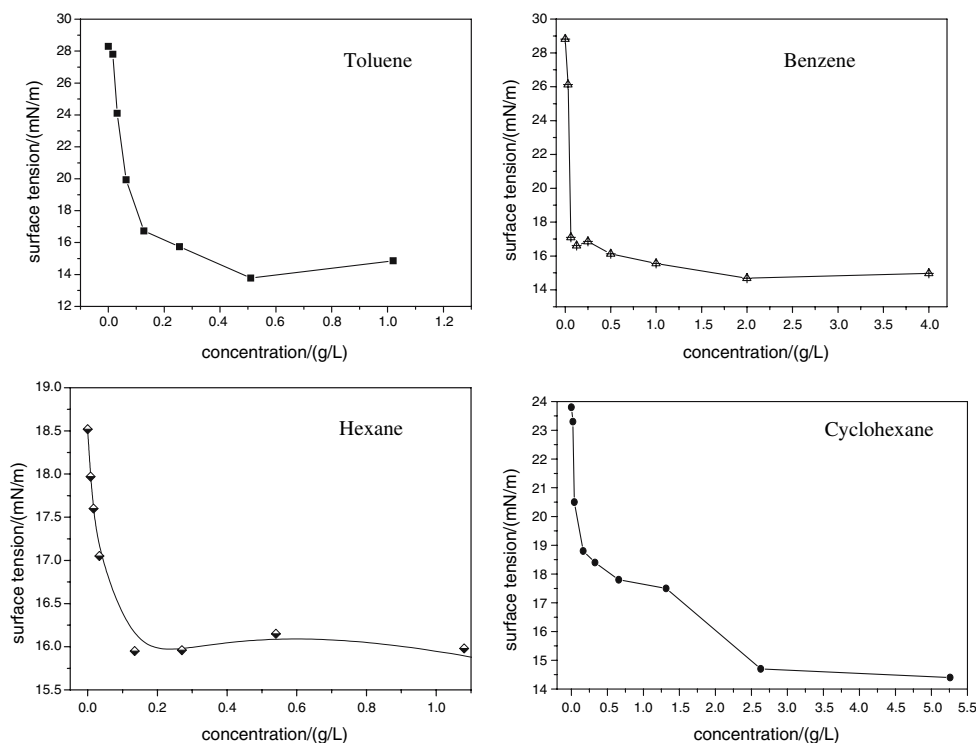 Toluene
surface tension/(mN/m)
30
28
26
24
22
20
18
16
14
12
0.0 0.2 0.4 0.6 0.8 1.0 1.2
concentration/(g/L)
Benzene
surface tension/(mN/m)
30
28
26
24
22
20
18
16
14
0.0 0.5 1.0 1.5 2.0 2.5 3.0 3.5 4.0
concentration/(g/L)
Hexane
surface tension/(mN/m)
19.0
18.5
18.0
17.5
17.0
16.5
16.0
15.5
0.0 0.2 0.4 0.6 0.8 1.0
concentration/(g/L)
Cyclohexane
surface tension/(mN/m)
24
23
22
21
20
19
18
17
16
15
14
0.0 0.5 1.0 1.5 2.0 2.5 3.0 3.5 4.0 4.5 5.0 5.5
concentration/(g/L)